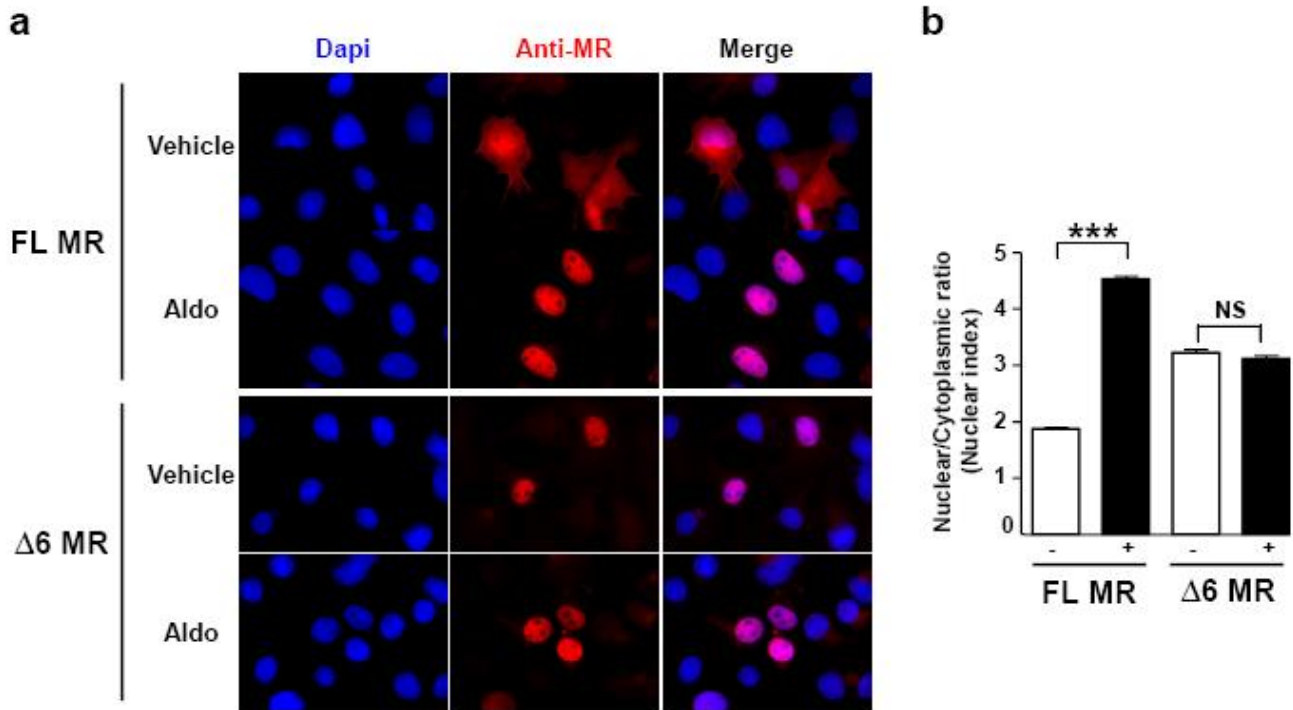 a
Dapi
Anti-MR
Merge
Vehicle
FL MR
Aldo
Vehicle
Δ6 MR
Aldo
b
Nuclear/Cytoplasmic ratio
(Nuclear index)
5
4
3
2
1
0
***
NS
- + - +
FL MR Δ6 MR